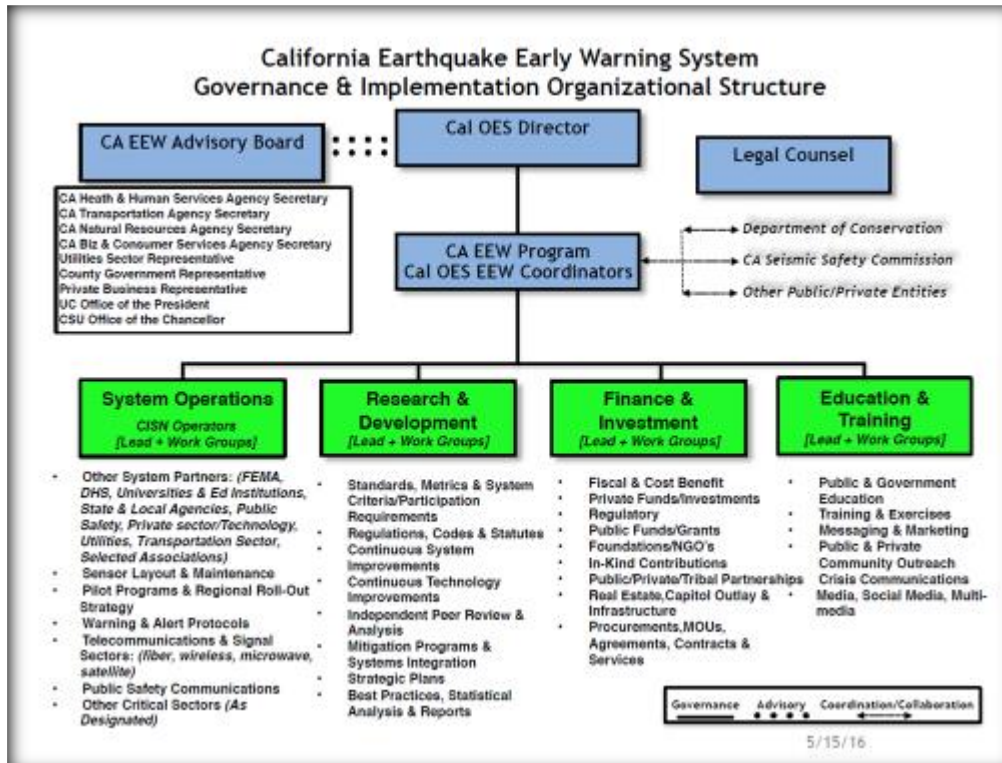 California Earthquake Early Warning System
Governance & Implementation Organizational Structure
CA EEW Advisory Board
Cal OES Director
Legal Counsel
CA Heath & Human Services Agency Secretary
CA Transportation Agency Secretary
CA Natural Resources Agency Secretary
CA Biz & Consumer Services Agency Secretary
Utilities Sector Representative
County Government Representative
Private Business Representative
UC Office of the President
CSU Office of the Chancellor
CA EEW Program
Cal OES EEW Coordinators
Department of Conservation
CA Seismic Safety Commission
Other Public/Private Entities
System Operations
CISN Operators
[Lead + Work Groups]
• Other System Partners: (FEMA,
DHS, Universities & Ed Institutions,
State & Local Agencies, Public
Safety, Private sector/Technology,
Utilities, Transportation Sector,
Selected Associations)
• Sensor Layout & Maintenance
• Pilot Programs & Regional Roll-Out
Strategy
• Warning & Alert Protocols
• Telecommunications & Signal
Sectors: (fiber, wireless, microwave,
satellite)
• Public Safety Communications
• Other Critical Sectors (As
Designated)
Research &
Development
[Lead + Work Groups]
• Standards, Metrics & System
Criteria/Participation
Requirements
• Regulations, Codes & Statutes
• Continuous System
Improvements
• Continuous Technology
Improvements
• Independent Peer Review &
Analysis
• Mitigation Programs &
Systems Integration
• Strategic Plans
• Best Practices, Statistical
Analysis & Reports
Finance &
Investment
[Lead + Work Groups]
• Fiscal & Cost Benefit
• Private Funds/Investments
• Regulatory
• Public Funds/Grants
• Foundations/NGO's
• In-Kind Contributions
• Public/Private/Tribal Partnerships
• Real Estate,Capitol Outlay &
Infrastructure
• Procurements,MOUs,
Agreements, Contracts &
Services
Education &
Training
[Lead + Work Groups]
• Public & Government
Education
• Training & Exercises
• Messaging & Marketing
• Public & Private
Community Outreach
• Crisis Communications
• Media, Social Media, Multi-
media
Governance Advisory Coordination/Collaboration
5/15/16